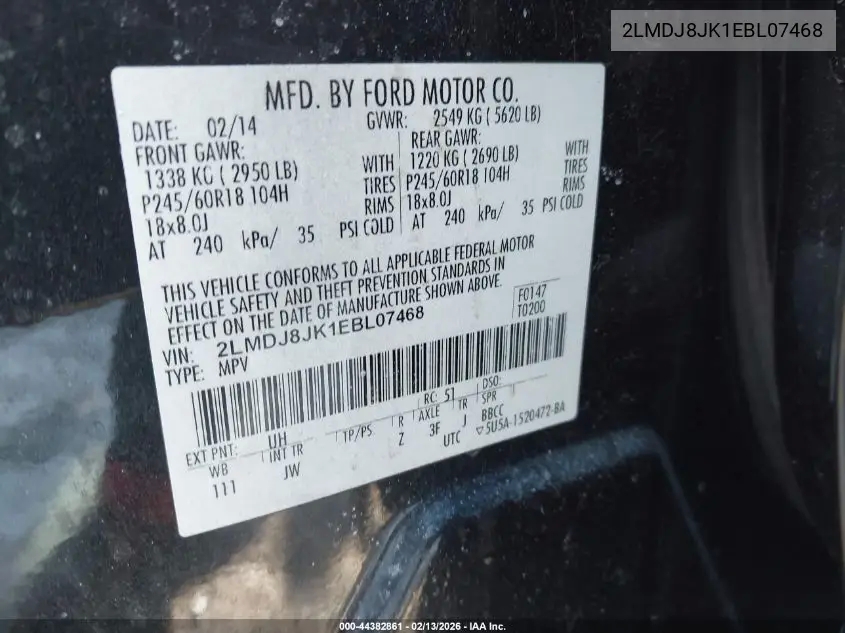 2LMDJ8JK1EBL07468
MFD. BY FORD MOTOR CO.
DATE: 02/14 GVWR: 2549 KG ( 5620 LB)
FRONT GAWR: REAR GAWR:
1338 KG ( 2950 LB) WITH 1220 KG ( 2690 LB) WITH
P245/60R18 104H TIRES P245/60R18 104H TIRES
18x8.0J RIMS 18x8.0J RIMS
AT 240 kPa/ 35 PSI COLD AT 240 kPa/ 35 PSI COLD
THIS VEHICLE CONFORMS TO ALL APPLICABLE FEDERAL MOTOR
VEHICLE SAFETY AND THEFT PREVENTION STANDARDS IN
EFFECT ON THE DATE OF MANUFACTURE SHOWN ABOVE.
F0147
T0200
VIN: 2LMDJ8JK1EBL07468
TYPE: MPV
EXT PNT: UH RC: 51 DSO:
WB INT TR TP/PS R AXLE TR SPR
111 JW Z 3F J BBCC
UTC ▽5U5A-1520472-BA
000-44382861 - 02/13/2026 - IAA Inc.